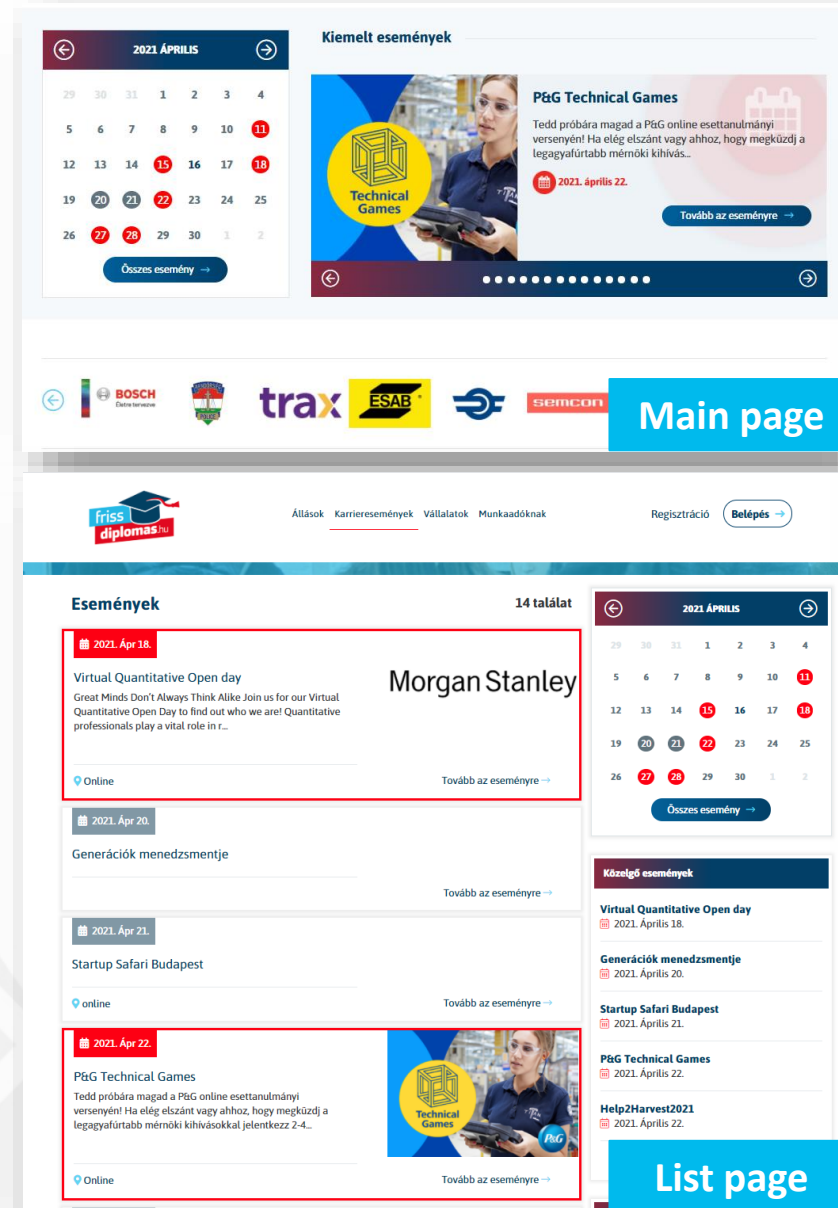 2021 ÁPRILIS
29 30 31 1 2 3 4
5 6 7 8 9 10 11
12 13 14 15 16 17 18
19 20 21 22 23 24 25
26 27 28 29 30 1 2
Összes esemény →
Kiemelt események
Technical
Games
P&G Technical Games
Tedd próbára magad a P&G online esettanulmányi
versenyén! Ha elég elszánt vagy ahhoz, hogy megküzdj a
legagyafúrtabb mérnöki kihívás...
2021. április 22.
Tovább az eseményre →
BOSCH
Életre tervezve
trax
ESAB
semcon
Main page
friss
diplomas.hu
Állások Karrieresemények Vállalatok Munkaadóknak
Regisztráció Belépés →
Események
14 találat
2021. Ápr 18.
Virtual Quantitative Open day
Great Minds Don't Always Think Alike Join us for our Virtual
Quantitative Open Day to find out who we are! Quantitative
professionals play a vital role in r...
Morgan Stanley
Online
Tovább az eseményre →
2021. Ápr 20.
Generációk menedzsmentje
Tovább az eseményre →
2021. Ápr 21.
Startup Safari Budapest
online
Tovább az eseményre →
2021. Ápr 22.
P&G Technical Games
Tedd próbára magad a P&G online esettanulmányi
versenyén! Ha elég elszánt vagy ahhoz, hogy megküzdj a
legagyafúrtabb mérnöki kihívásokkal jelentkezz 2-4...
Technical
Games
P&G
Online
Tovább az eseményre →
2021 ÁPRILIS
29 30 31 1 2 3 4
5 6 7 8 9 10 11
12 13 14 15 16 17 18
19 20 21 22 23 24 25
26 27 28 29 30 1 2
Összes esemény →
Közelgő események
Virtual Quantitative Open day
2021. Április 18.
Generációk menedzsmentje
2021. Április 20.
Startup Safari Budapest
2021. Április 21.
P&G Technical Games
2021. Április 22.
Help2Harvest2021
2021. Április 22.
List page